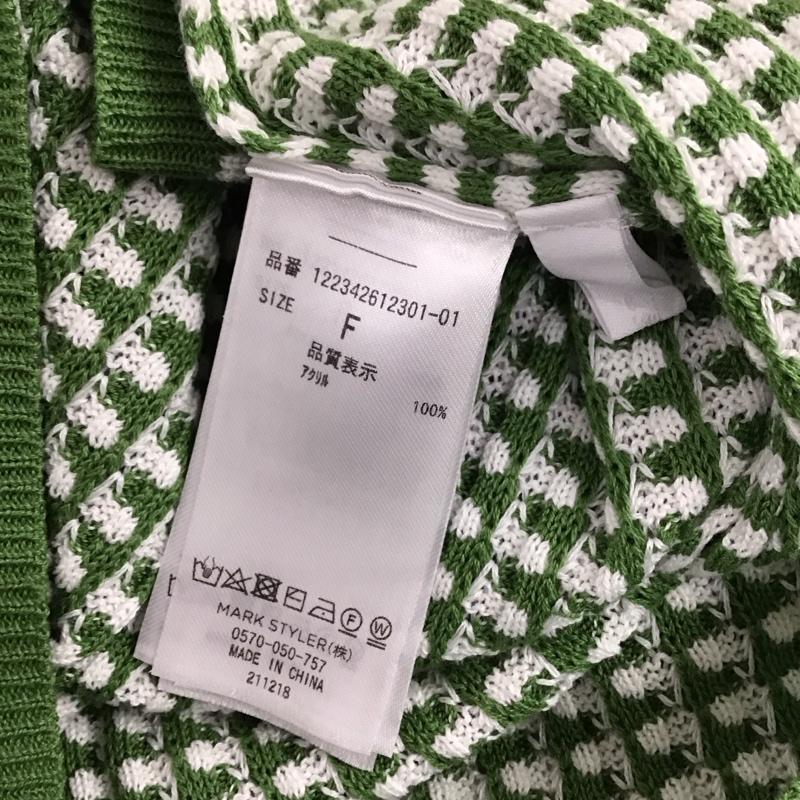 品番 122342612301-01
SIZE F
品質表示
アクリル
100%
MARK STYLER(株)
0570-050-757
MADE IN CHINA
211218